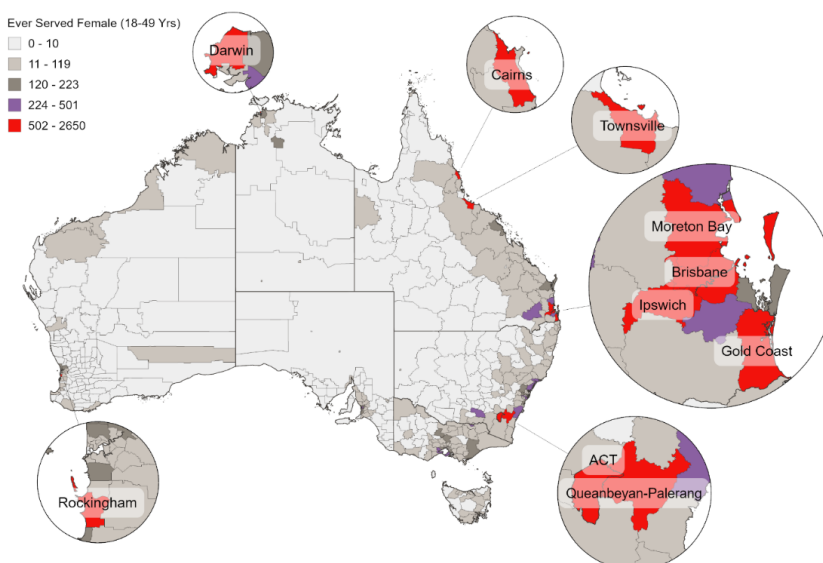 Ever Served Female (18-49 Yrs)
0 - 10
11 - 119
120 - 223
224 - 501
502 - 2650
Darwin
Cairns
Townsville
Moreton Bay
Brisbane
Ipswich
Gold Coast
ACT
Queanbeyan-Palerang
Rockingham